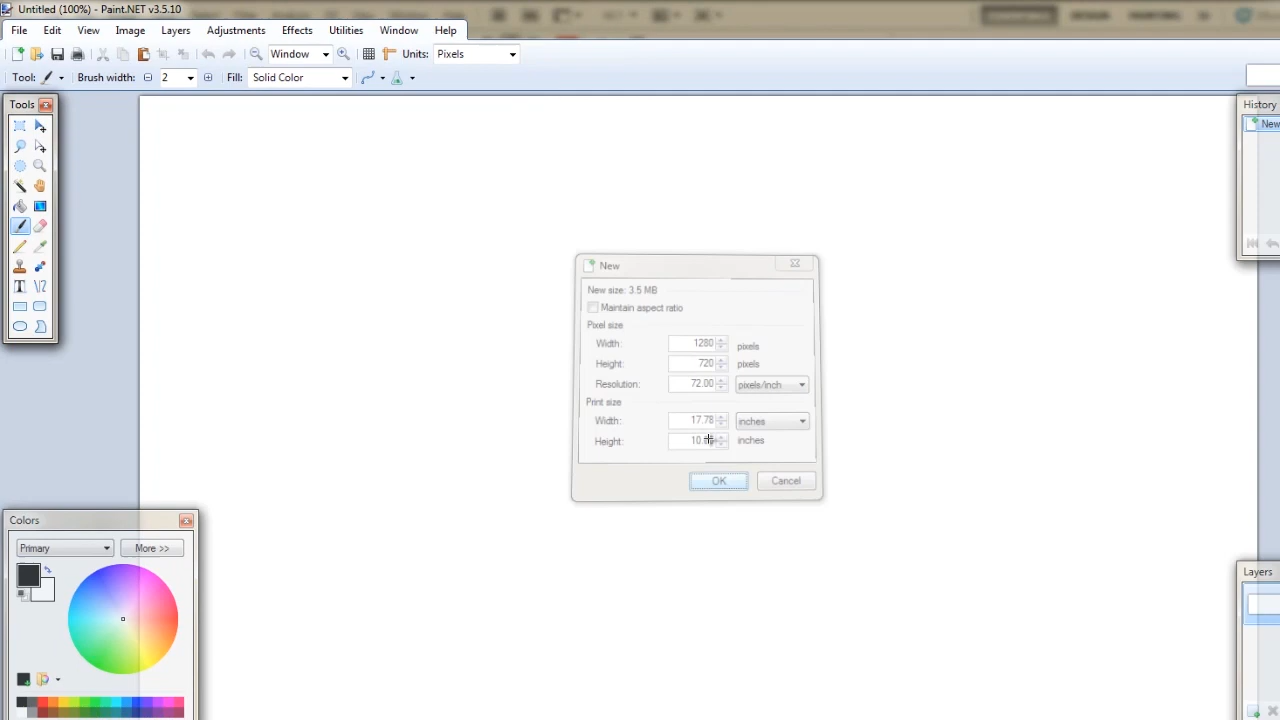 Untitled (100%) - Paint.NET v3.5.10
File Edit View Image Layers Adjustments Effects Utilities Window Help
Window Units: Pixels
Tool: Brush width: 2 Fill: Solid Color
Tools
History
New
New
New size: 3.5 MB
Maintain aspect ratio
Pixel size
Width: 1280 pixels
Height: 720 pixels
Resolution: 72.00 pixels/inch
Print size
Width: 17.78 inches
Height: inches
OK Cancel
Colors
Primary More >>
Layers